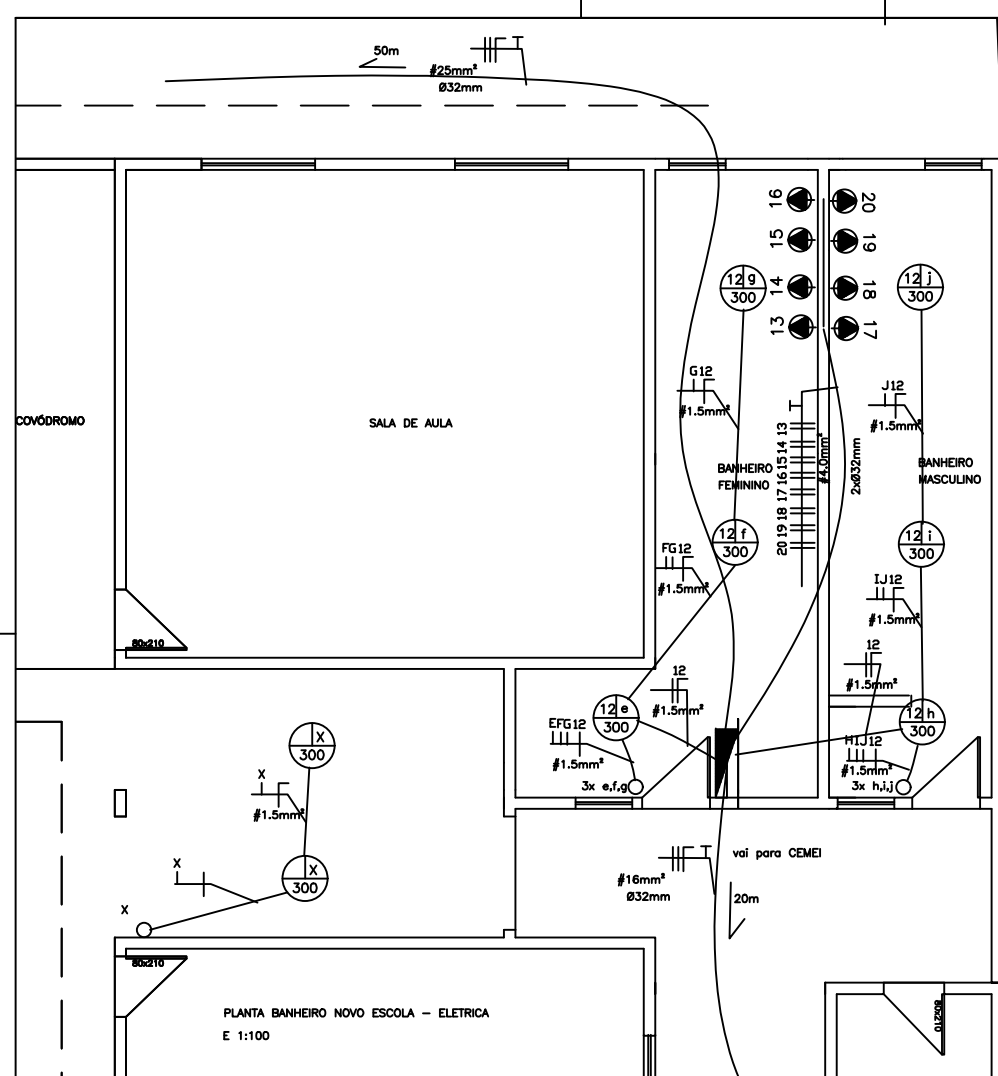 50m
#25mm²
Ø32mm
T
16
20
15
19
14
18
13
17
12 g
300
12 j
300
G12
#1.5mm²
J12
#1.5mm²
COVÓDROMO
SALA DE AULA
BANHEIRO
FEMININO
20 19 18 17 16 15 14 13
#4.0mm²
2xØ32mm
BANHEIRO
MASCULINO
12 f
300
12 i
300
FG12
#1.5mm²
IJ12
#1.5mm²
80x210
12
#1.5mm²
12
#1.5mm²
12 e
300
12 h
300
EFG12
#1.5mm²
HIJ12
#1.5mm²
3x e,f,g
3x h,i,j
X
300
X
#1.5mm²
X
300
X
X
vai para CEMEI
T
#16mm²
Ø32mm
20m
80x210
80x210
PLANTA BANHEIRO NOVO ESCOLA - ELETRICA
E 1:100